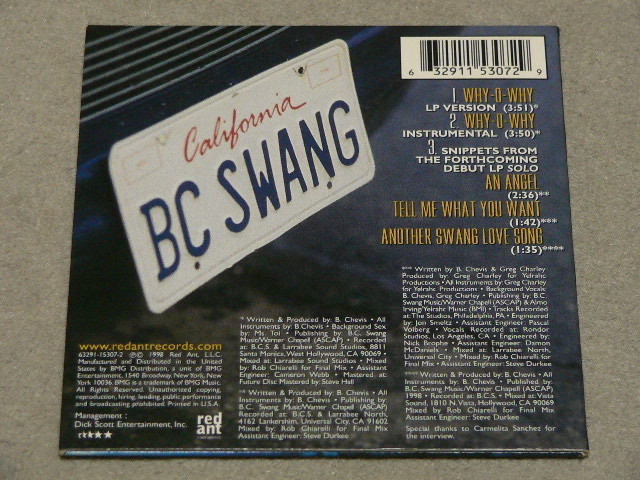 California
BC SWANG
6 32911 53072 9
1. WHY-O-WHY
LP VERSION (3:51)*
2. WHY-O-WHY
INSTRUMENTAL (3:50)*
3. SNIPPETS FROM
THE FORTHCOMING
DEBUT LP SOLO
AN ANGEL
(2:36)**
TELL ME WHAT YOU WANT
(1:42)***
ANOTHER SWANG LOVE SONG
(1:35)****
www.redantrecords.com
63291-15307-2 ℗© 1998 Red Ant, L.L.C.
Manufactured and Distributed in the United
States by BMG Distribution, a unit of BMG
Entertainment, 1540 Broadway, New York, New
York 10036. BMG is a trademark of BMG Music.
All Rights Reserved. Unauthorized copying,
reproduction, hiring, lending, public performance
and broadcasting prohibited. Printed in U.S.A.
Management :
Dick Scott Entertainment, Inc.
red
ant
* Written & Produced by: B. Chevis • All
Instruments by: B.Chevis • Background Sex
by: Ms. Toi • Publishing by: B.C. Swang
Music/Warner Chapel (ASCAP) • Recorded
at: B.C.S. & Larrabee Sound Studios, 8811
Santa Monica, West Hollywood, CA 90069 •
Mixed at: Larrabee Sound Studios • Mixed
by: Rob Chiarelli for Final Mix • Assistant
Engineer: Cameron Webb • Mastered at:
Future Disc Mastered by: Steve Hall
** Written & Produced by: B. Chevis • All
Instruments by: B. Chevis • Publishing by: B.C.
Swang Music/Warner Chapel (ASCAP)
Recorded at: B.C.S. & Larrabee North,
4162 Lankershim, Universal City, CA 91602
Mixed by: Rob Chiarelli for Final Mix
Assistant Engineer: Steve Durkee
*** Written by: B. Chevis & Greg Charley
Produced by: Greg Charley for Yelrahc
Productions • All Instruments by Greg Charley
for Yelrahc Productions • Background Vocals:
B. Chevis, Greg Charley • Publishing by: B.C.
Swang Music/Warner Chapell (ASCAP) & Almo
Irving/Yelrahc Music (BMI) • Tracks Recorded
at: The Studios, Philadelphia, PA • Engineered
by: Jon Smeltz • Assistant Engineer: Pascal
Volberg • Vocals Recorded at: Rondor
Studios, Los Angeles, CA • Engineered by:
Nick Brophe • Assistant Engineer: Damon
McDaniels • Mixed at: Larrabee North,
Universal City • Mixed by: Rob Chiarelli for
Final Mix • Assistant Engineer: Steve Durkee
**** Written & Produced by: B. Chevis • All
Instruments by: B. Chevis • Published by:
B.C. Swang Music/Warner Chapel (ASCAP)
1998 • Recorded at: B.C.S. • Mixed at: Vista
Sound, 1810 N. Vista, Hollywood, CA 90069
Mixed by: Rob Chiarelli for Final Mix
Assistant Engineer: Steve Durkee
Special thanks to Carmelita Sanchez for
the interview.